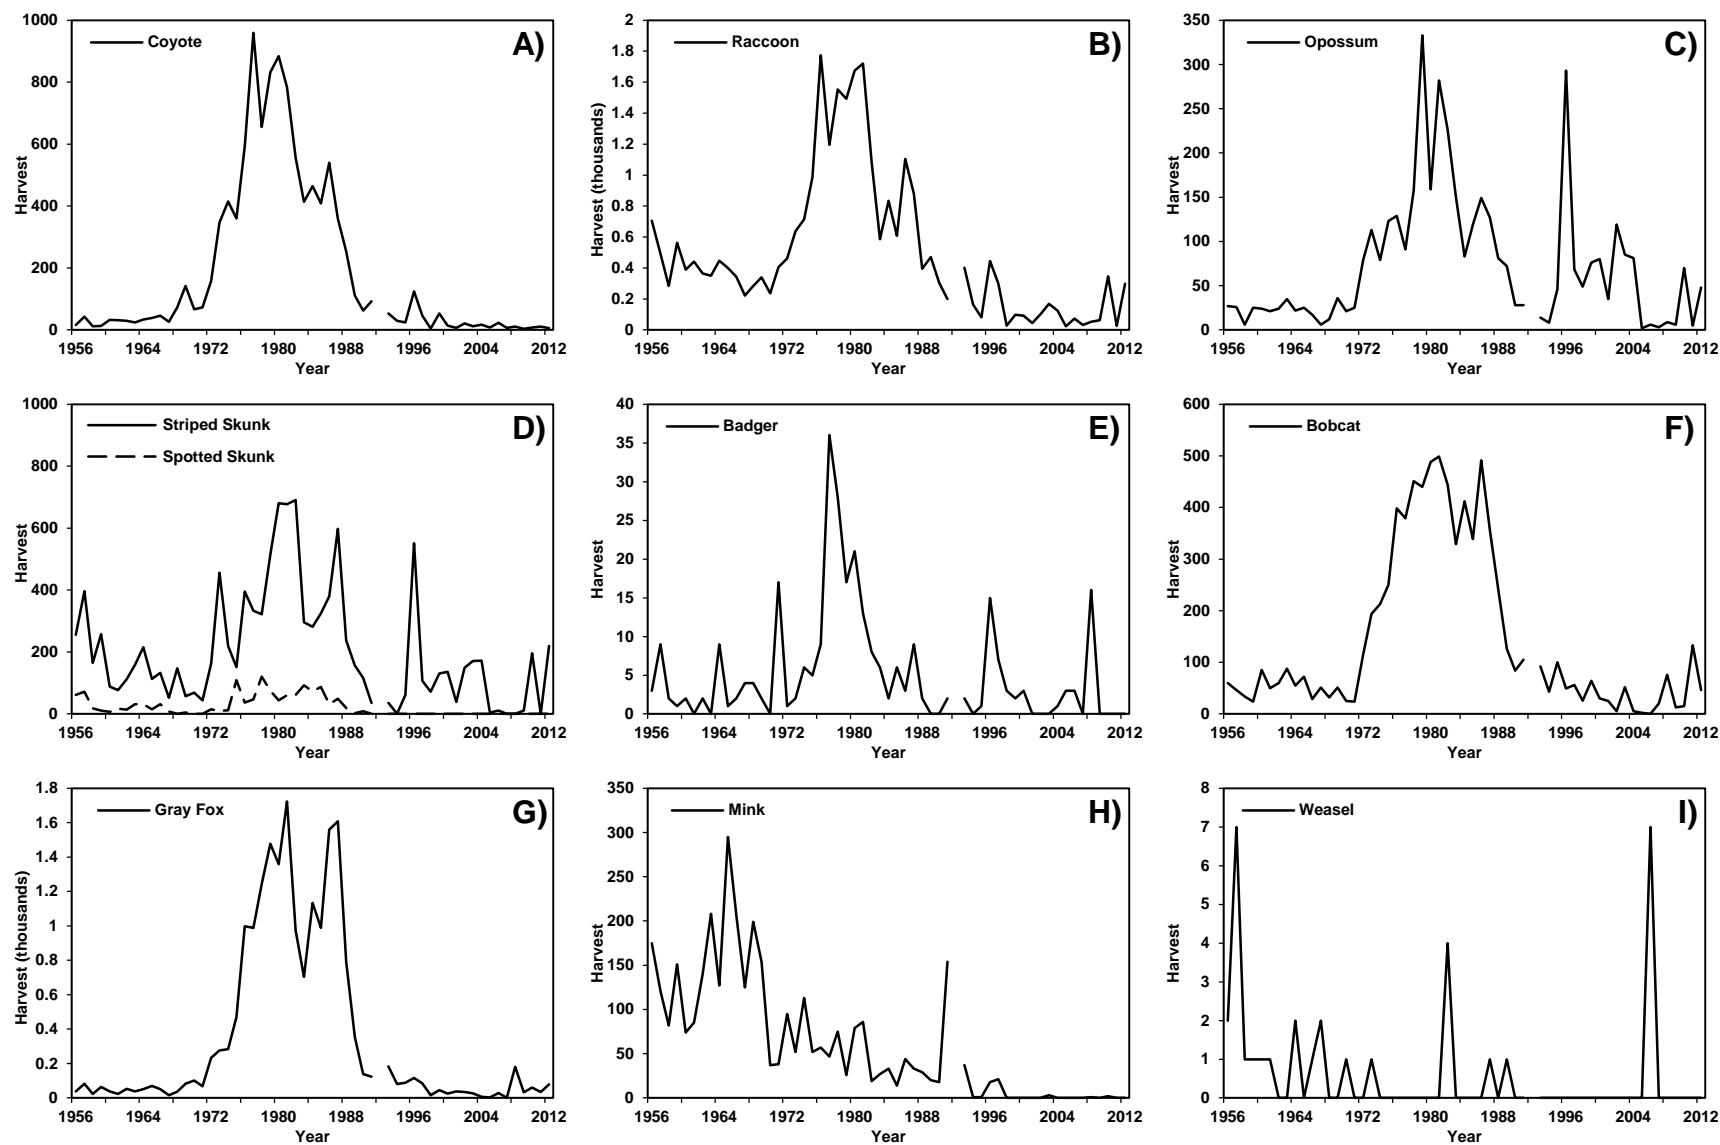 Coyote
A)
1000
800
600
400
200
0
Harvest
1956 1964 1972 1980 1988 1996 2004 2012
Year
Raccoon
B)
2
1.8
1.6
1.4
1.2
1
0.8
0.6
0.4
0.2
0
Harvest (thousands)
1956 1964 1972 1980 1988 1996 2004 2012
Year
Opossum
C)
350
300
250
200
150
100
50
0
Harvest
1956 1964 1972 1980 1988 1996 2004 2012
Year
Striped Skunk
Spotted Skunk
D)
1000
800
600
400
200
0
Harvest
1956 1964 1972 1980 1988 1996 2004 2012
Year
Badger
E)
40
35
30
25
20
15
10
5
0
Harvest
1956 1964 1972 1980 1988 1996 2004 2012
Year
Bobcat
F)
600
500
400
300
200
100
0
Harvest
1956 1964 1972 1980 1988 1996 2004 2012
Year
Gray Fox
G)
1.8
1.6
1.4
1.2
1
0.8
0.6
0.4
0.2
0
Harvest (thousands)
1956 1964 1972 1980 1988 1996 2004 2012
Year
Mink
H)
350
300
250
200
150
100
50
0
Harvest
1956 1964 1972 1980 1988 1996 2004 2012
Year
Weasel
I)
8
7
6
5
4
3
2
1
0
Harvest
1956 1964 1972 1980 1988 1996 2004 2012
Year